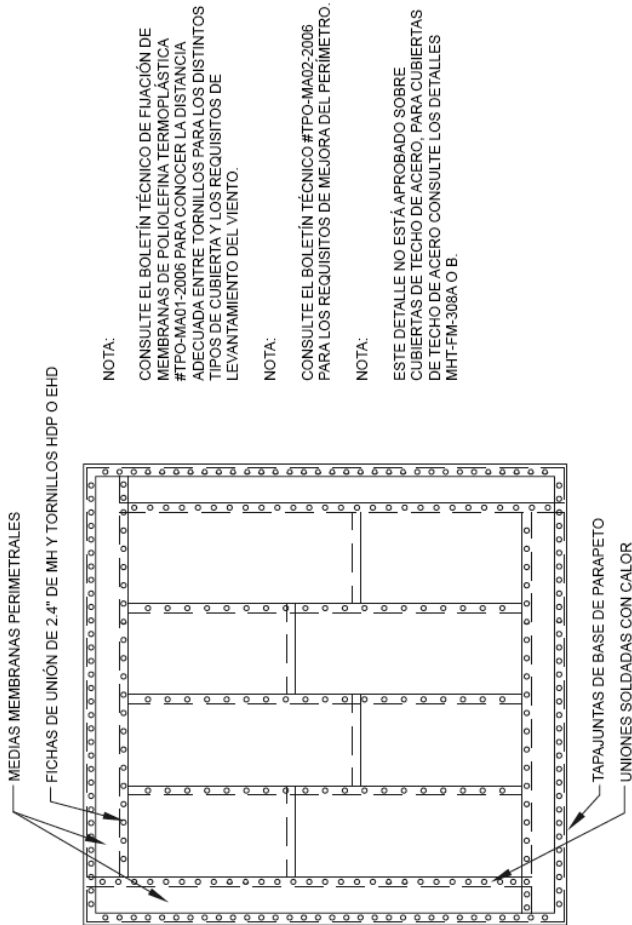 MEDIAS MEMBRANAS PERIMETRALES
FICHAS DE UNIÓN DE 2.4" DE MH Y TORNILLOS HDP O EHD
TAPAJUNTAS DE BASE DE PARAPETO
UNIONES SOLDADAS CON CALOR
NOTA:
CONSULTE EL BOLETÍN TÉCNICO DE FIJACIÓN DE
MEMBRANAS DE POLIOLEFINA TERMOPLÁSTICA
#TPO-MA01-2006 PARA CONOCER LA DISTANCIA
ADECUADA ENTRE TORNILLOS PARA LOS DISTINTOS
TIPOS DE CUBIERTA Y LOS REQUISITOS DE
LEVANTAMIENTO DEL VIENTO.
NOTA:
CONSULTE EL BOLETÍN TÉCNICO #TPO-MA02-2006
PARA LOS REQUISITOS DE MEJORA DEL PERÍMETRO.
NOTA:
ESTE DETALLE NO ESTÁ APROBADO SOBRE
CUBIERTAS DE TECHO DE ACERO, PARA CUBIERTAS
DE TECHO DE ACERO CONSULTE LOS DETALLES
MHT-FM-308A O B.